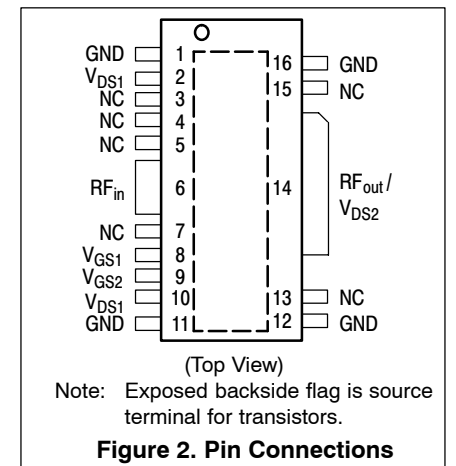 GND 1 16 GND
VDS1 2 15 NC
NC 3
NC 4
NC 5
RFin 6 14 RFout/
VDS2
NC 7
VGS1 8
VGS2 9
VDS1 10 13 NC
GND 11 12 GND
(Top View)
Note: Exposed backside flag is source
terminal for transistors.
Figure 2. Pin Connections